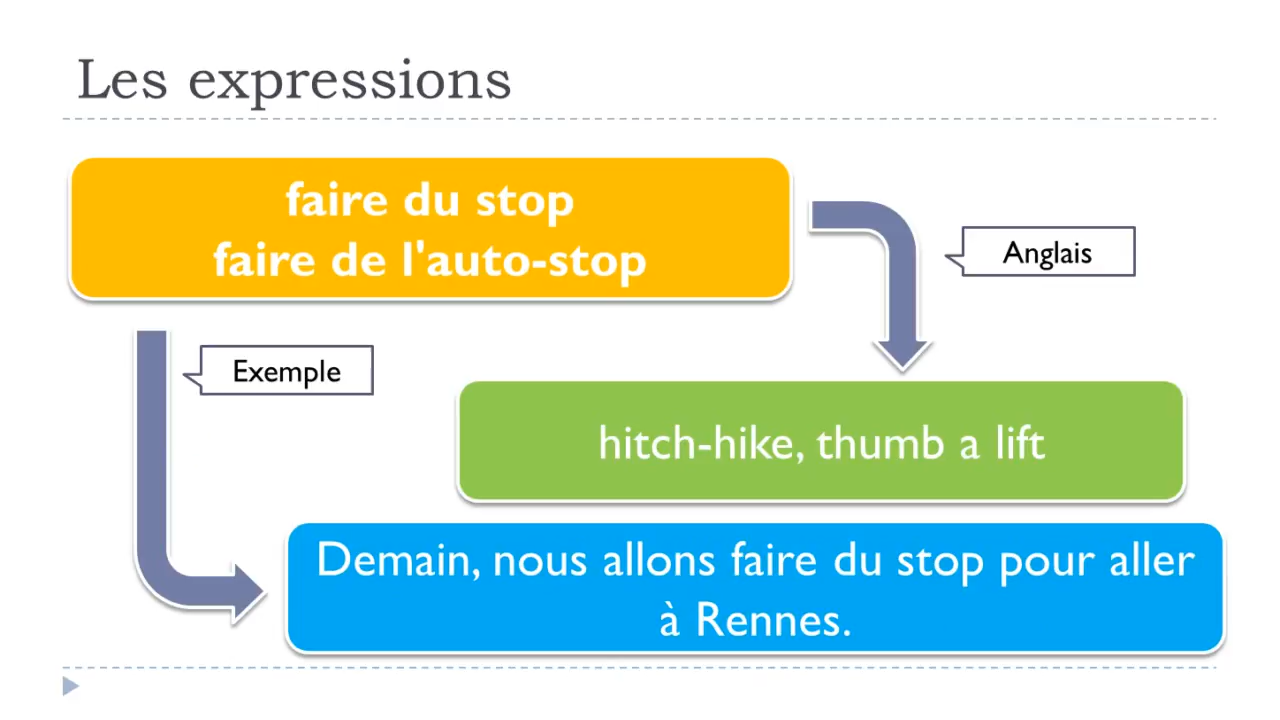 Les expressions
faire du stop
faire de l'auto-stop
Anglais
Exemple
hitch-hike, thumb a lift
Demain, nous allons faire du stop pour aller
à Rennes.